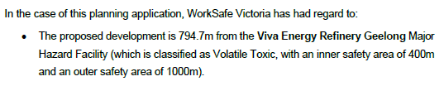 In the case of this planning application, WorkSafe Victoria has had regard to:
• The proposed development is 794.7m from the Viva Energy Refinery Geelong Major
Hazard Facility (which is classified as Volatile Toxic, with an inner safety area of 400m
and an outer safety area of 1000m).